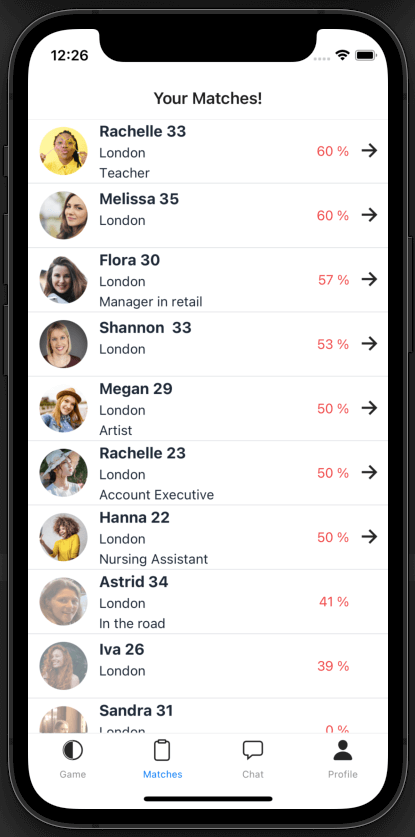 12:26
Your Matches!
Rachelle 33
London
Teacher
60 %
Melissa 35
London
60 %
Flora 30
London
Manager in retail
57 %
Shannon  33
London
53 %
Megan 29
London
Artist
50 %
Rachelle 23
London
Account Executive
50 %
Hanna 22
London
Nursing Assistant
50 %
Astrid 34
London
In the road
41 %
Iva 26
London
39 %
Sandra 31
London
0 %
Game
Matches
Chat
Profile